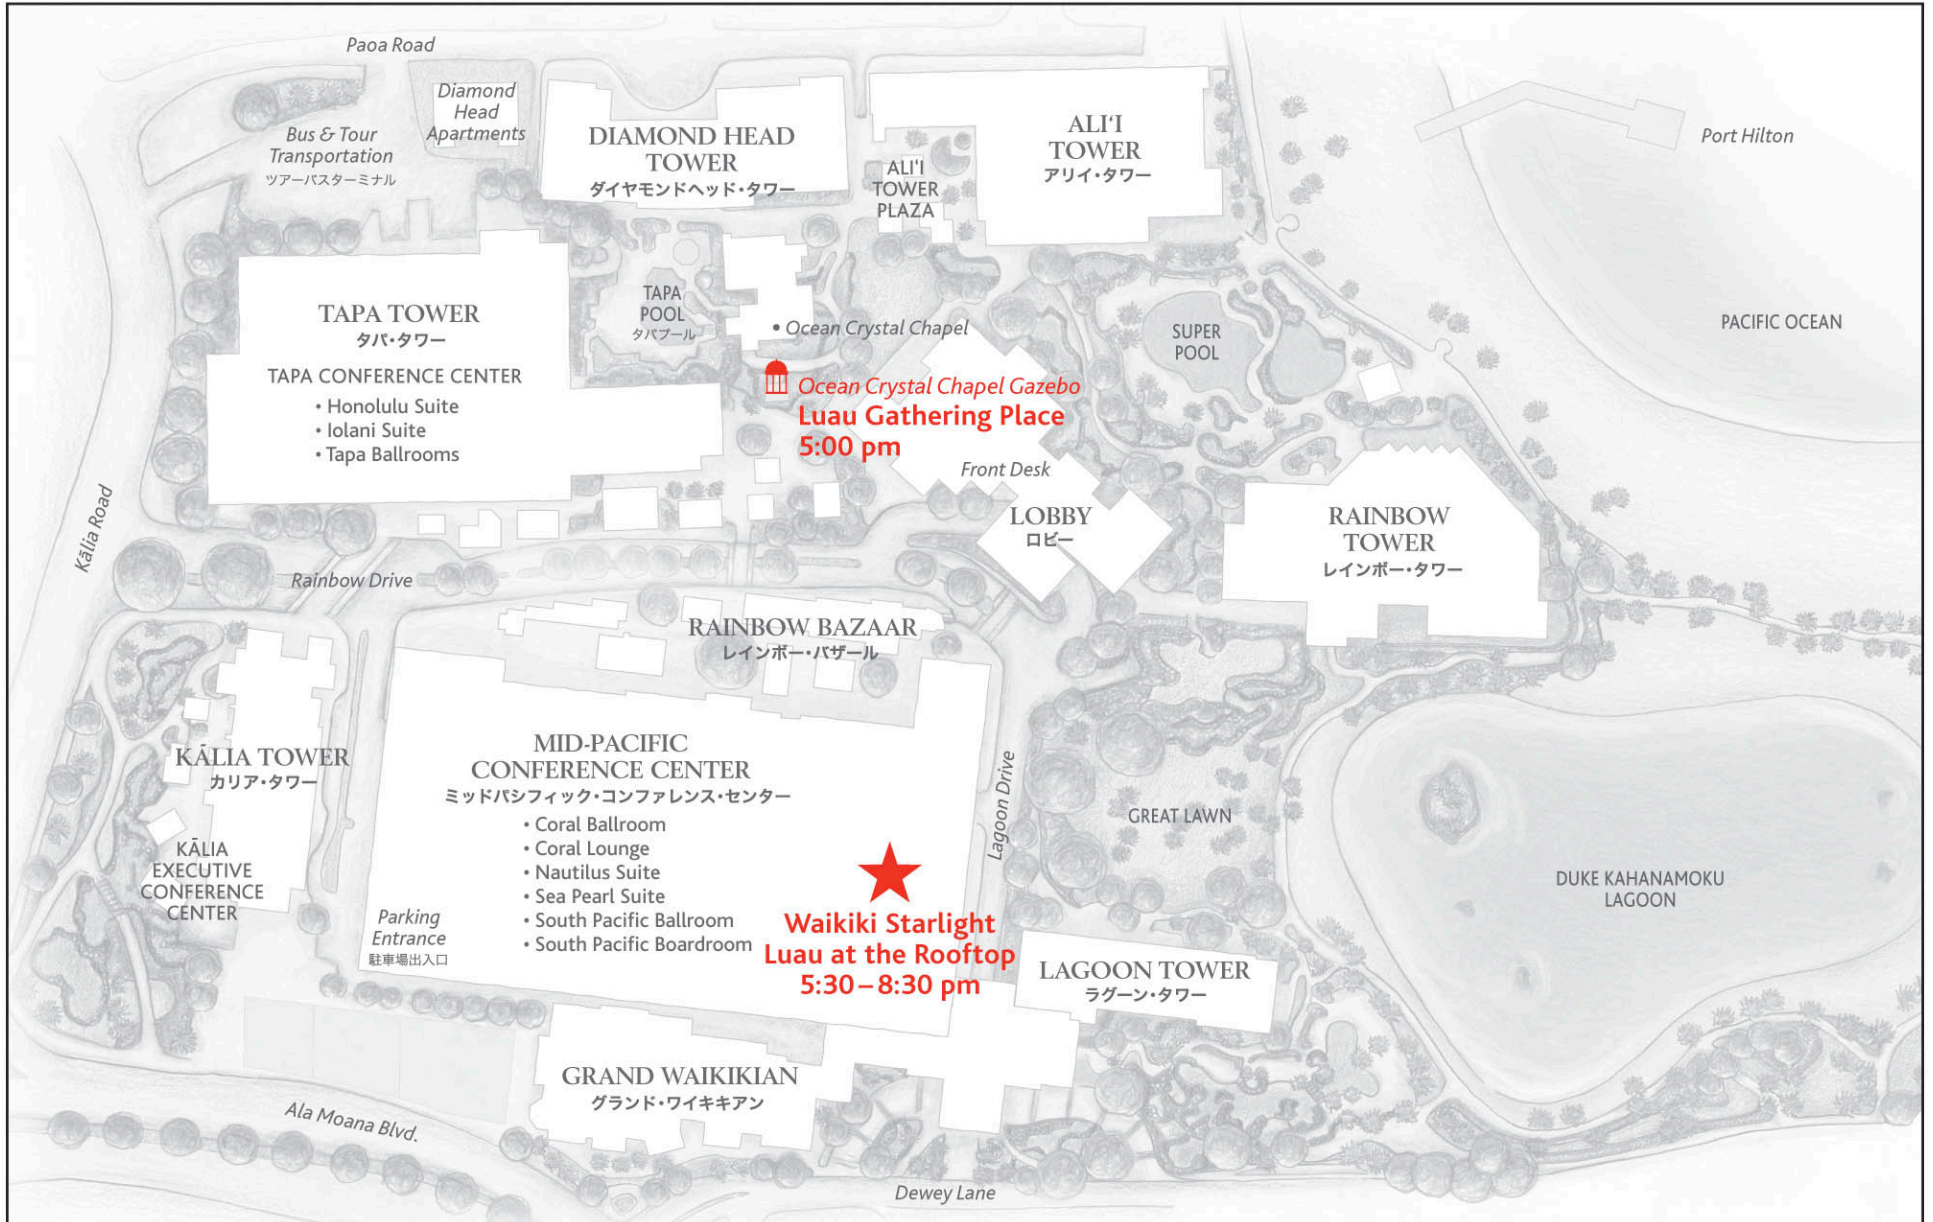 Paoa Road
Diamond
Head
Apartments
Bus & Tour
Transportation
ツアーバスターミナル
DIAMOND HEAD
TOWER
ダイヤモンドヘッド・タワー
ALI‘I
TOWER
アリイ・タワー
ALI‘I
TOWER
PLAZA
Port Hilton
TAPA TOWER
タパ・タワー
TAPA CONFERENCE CENTER
• Honolulu Suite
• Iolani Suite
• Tapa Ballrooms
TAPA
POOL
タパプール
• Ocean Crystal Chapel
SUPER
POOL
PACIFIC OCEAN
Ocean Crystal Chapel Gazebo
Luau Gathering Place
5:00 pm
Front Desk
LOBBY
ロビー
RAINBOW
TOWER
レインボー・タワー
Kālia Road
Rainbow Drive
RAINBOW BAZAAR
レインボー・バザール
KĀLIA TOWER
カリア・タワー
KĀLIA
EXECUTIVE
CONFERENCE
CENTER
MID-PACIFIC
CONFERENCE CENTER
ミッドパシフィック・コンファレンス・センター
• Coral Ballroom
• Coral Lounge
• Nautilus Suite
• Sea Pearl Suite
• South Pacific Ballroom
• South Pacific Boardroom
Parking
Entrance
駐車場出入口
Waikiki Starlight
Luau at the Rooftop
5:30–8:30 pm
Lagoon Drive
GREAT LAWN
DUKE KAHANAMOKU
LAGOON
LAGOON TOWER
ラグーン・タワー
GRAND WAIKIKIAN
グランド・ワイキキアン
Ala Moana Blvd.
Dewey Lane